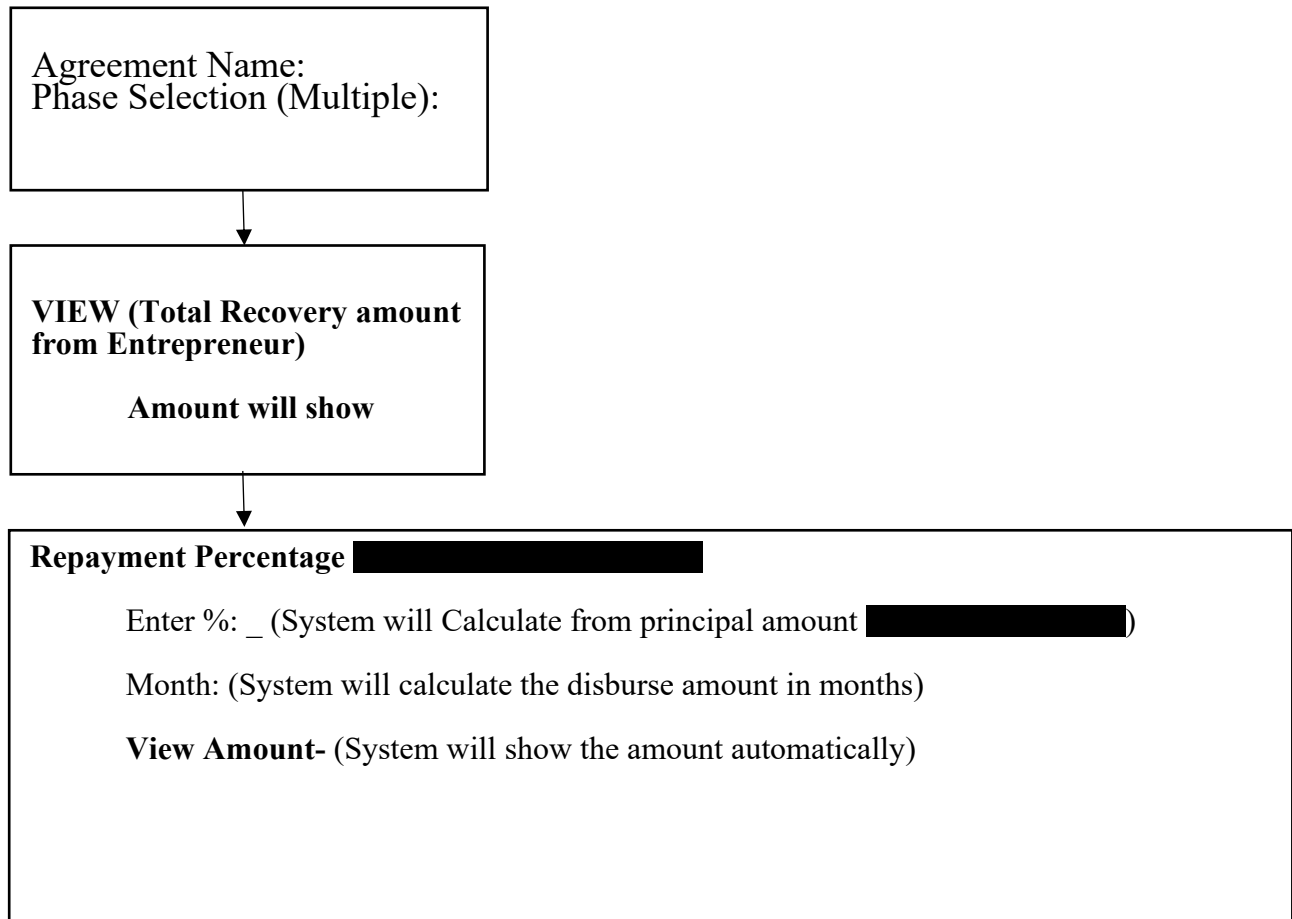 Agreement Name:
Phase Selection (Multiple):
VIEW (Total Recovery amount
from Entrepreneur)
Amount will show
Repayment Percentage
Enter %: _ (System will Calculate from principal amount )
Month: (System will calculate the disburse amount in months)
View Amount- (System will show the amount automatically)